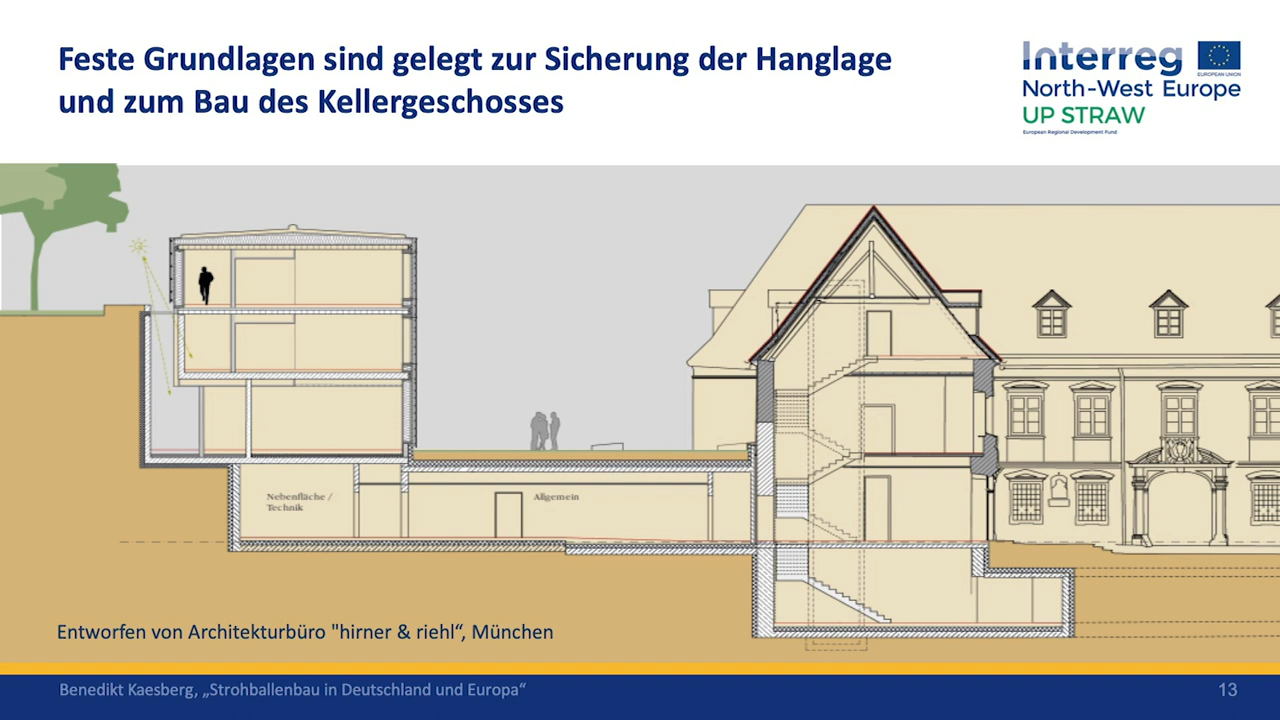 Feste Grundlagen sind gelegt zur Sicherung der Hanglage
und zum Bau des Kellergeschosses
Interreg
EUROPEAN UNION
North-West Europe
UP STRAW
European Regional Development Fund
Nebenfläche /
Technik
Allgemein
Entworfen von Architekturbüro "hirner & riehl“, München
Benedikt Kaesberg, „Strohballenbau in Deutschland und Europa“
13